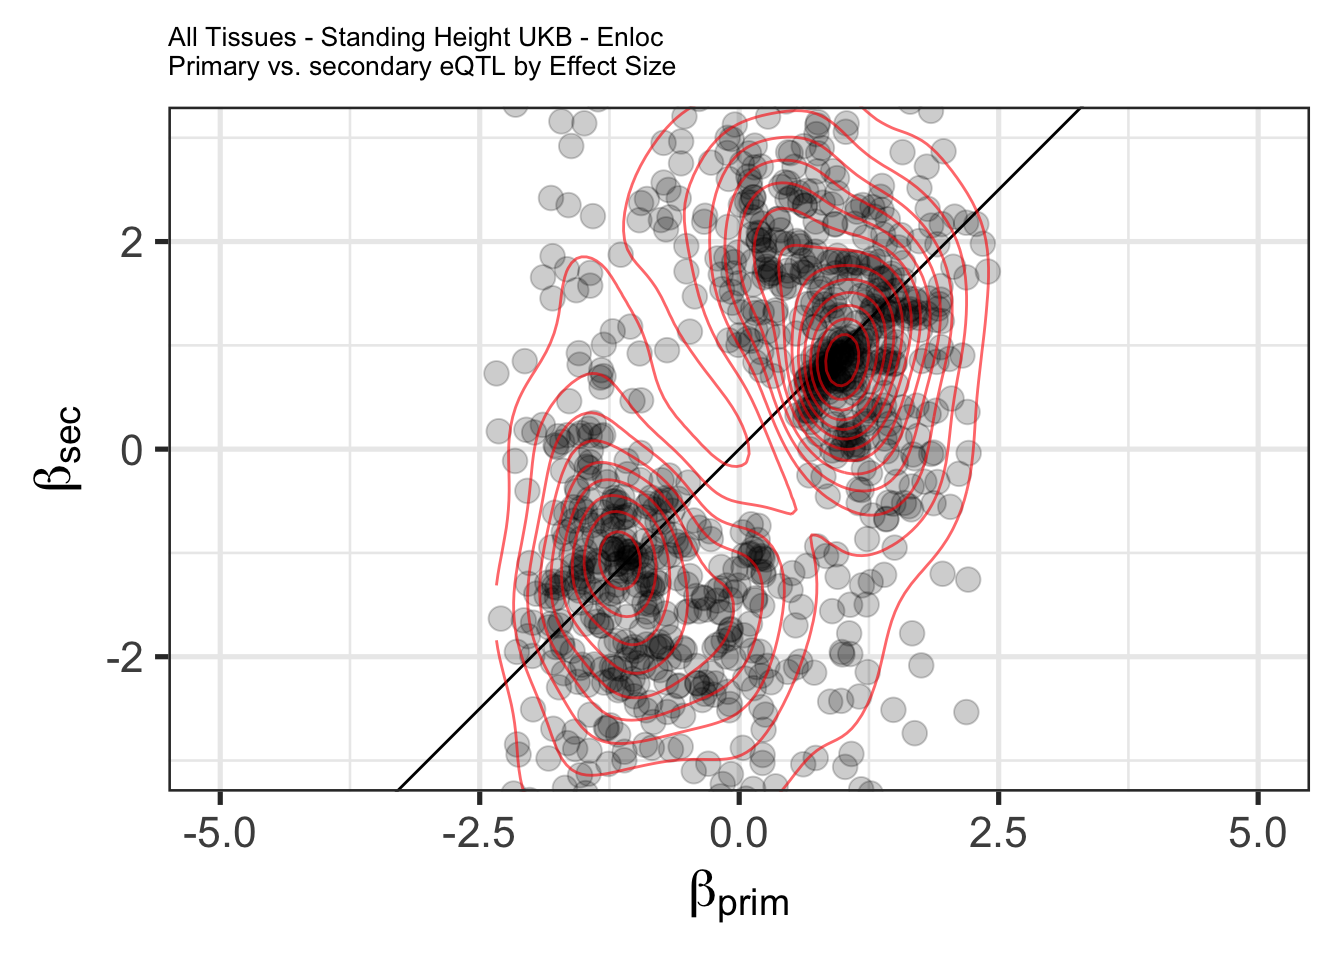 All Tissues - Standing Height UKB - Enloc
Primary vs. secondary eQTL by Effect Size
βsec
2
0
-2
-5.0 -2.5 0.0 2.5 5.0
βprim